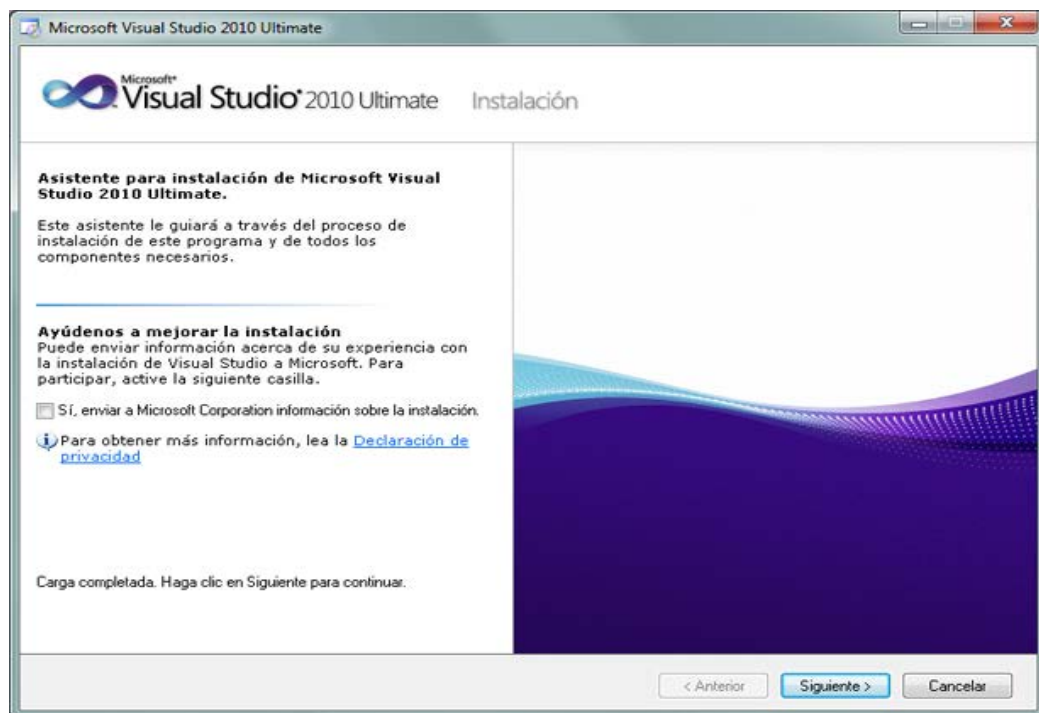 Microsoft Visual Studio 2010 Ultimate
Microsoft®
Visual Studio® 2010 Ultimate Instalación
Asistente para instalación de Microsoft Visual
Studio 2010 Ultimate.
Este asistente le guiará a través del proceso de
instalación de este programa y de todos los
componentes necesarios.
Ayúdenos a mejorar la instalación
Puede enviar información acerca de su experiencia con
la instalación de Visual Studio a Microsoft. Para
participar, active la siguiente casilla.
Sí, enviar a Microsoft Corporation información sobre la instalación.
Para obtener más información, lea la Declaración de
privacidad
Carga completada. Haga clic en Siguiente para continuar.
< Anterior Siguiente > Cancelar